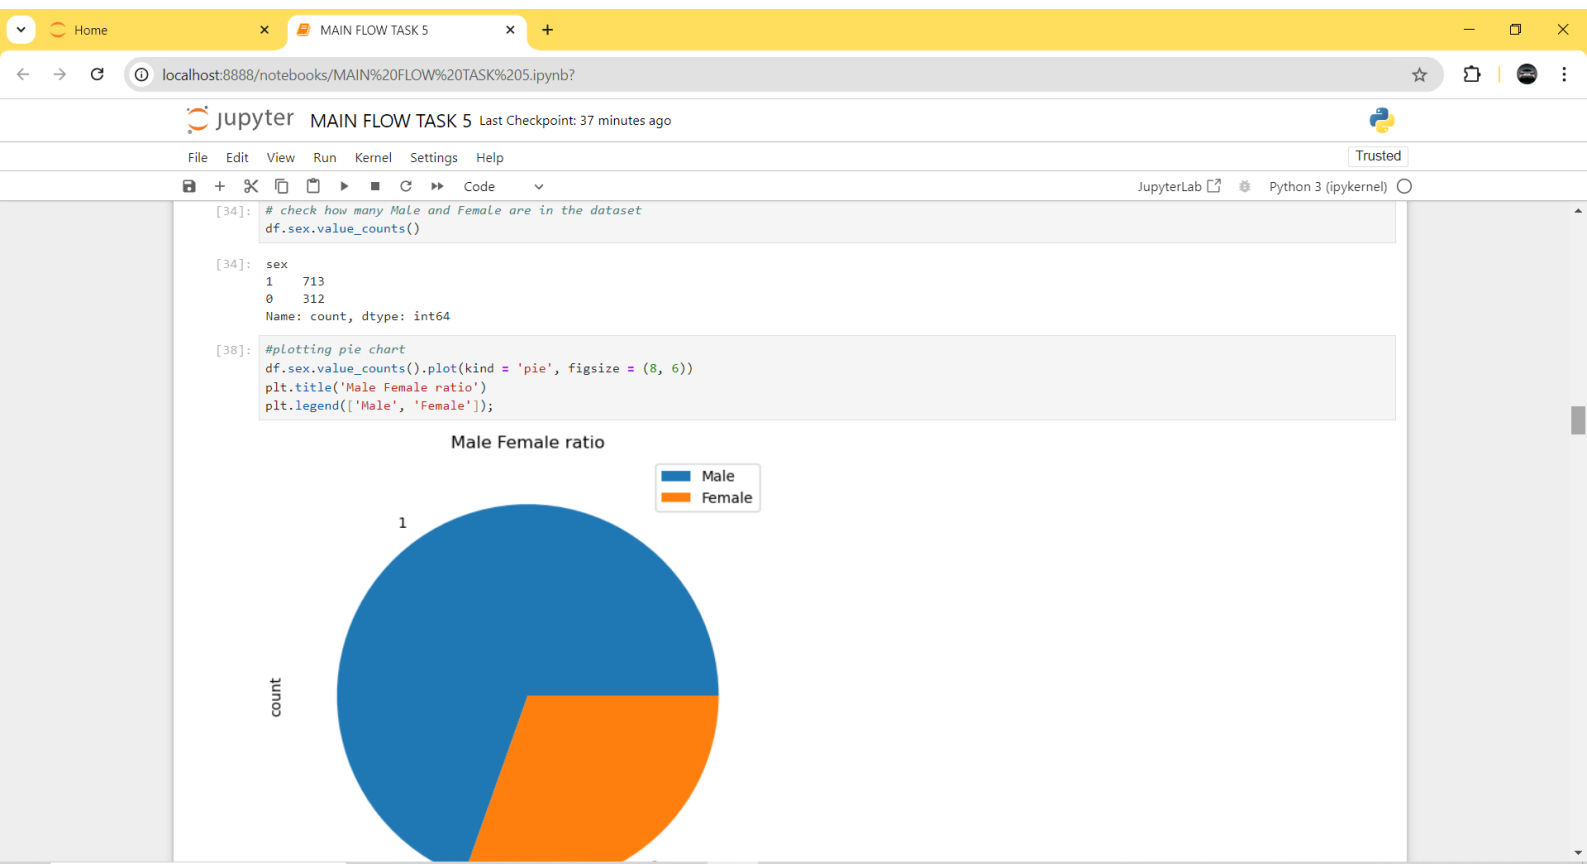 Home
MAIN FLOW TASK 5
localhost:8888/notebooks/MAIN%20FLOW%20TASK%205.ipynb?
jupyter MAIN FLOW TASK 5 Last Checkpoint: 37 minutes ago
File Edit View Run Kernel Settings Help
Trusted
Code
JupyterLab
Python 3 (ipykernel)
[34]: # check how many Male and Female are in the dataset
df.sex.value_counts()
[34]: sex
1    713
0    312
Name: count, dtype: int64
[38]: #plotting pie chart
df.sex.value_counts().plot(kind = 'pie', figsize = (8, 6))
plt.title('Male Female ratio')
plt.legend(['Male', 'Female']);
Male Female ratio
Male
Female
1
count